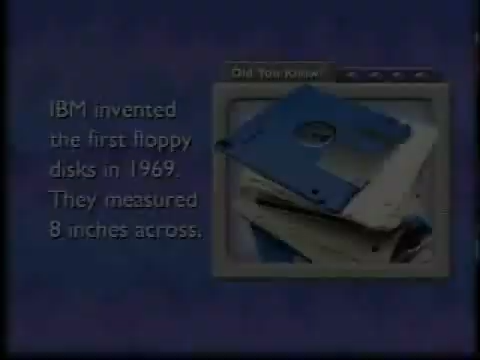 Did You Know?
IBM invented
the first floppy
disks in 1969.
They measured
8 inches across.